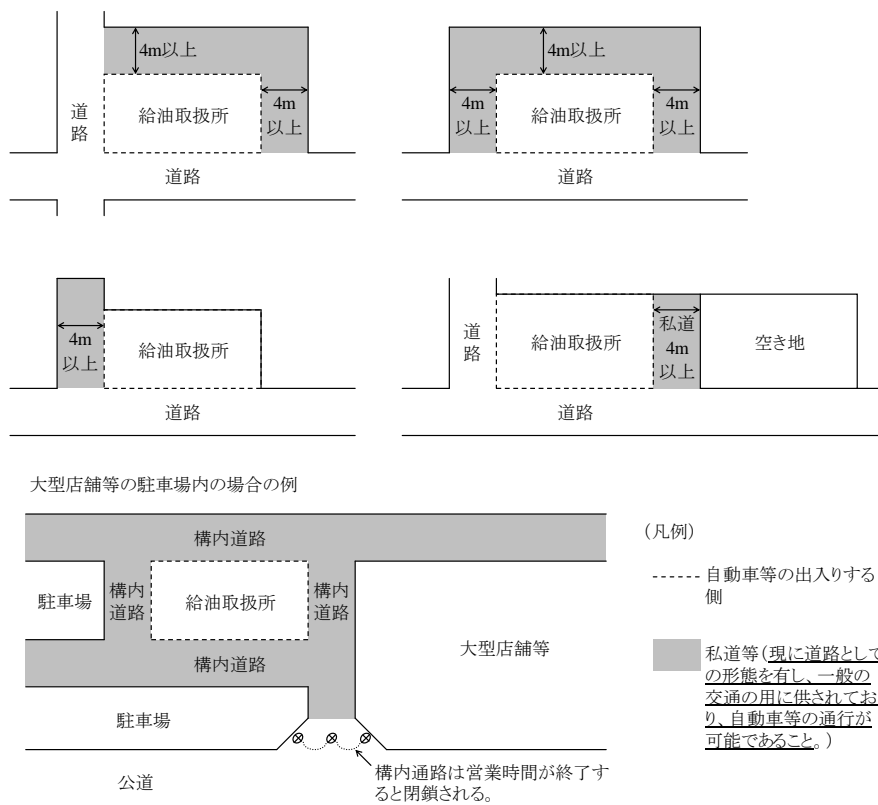 4m以上
道
路
給油取扱所
4m
以上
道路
4m以上
4m
以上
給油取扱所
4m
以上
道路
4m
以上
給油取扱所
道路
道
路
給油取扱所
私道
4m
以上
空き地
道路
大型店舗等の駐車場内の場合の例
構内道路
駐車場
構内
道路
給油取扱所
構内
道路
構内道路
大型店舗等
駐車場
公道
構内通路は営業時間が終了す
ると閉鎖される。
(凡例)
自動車等の出入りする
側
私道等(現に道路として
の形態を有し、一般の
交通の用に供されてお
り、自動車等の通行が
可能であること。)